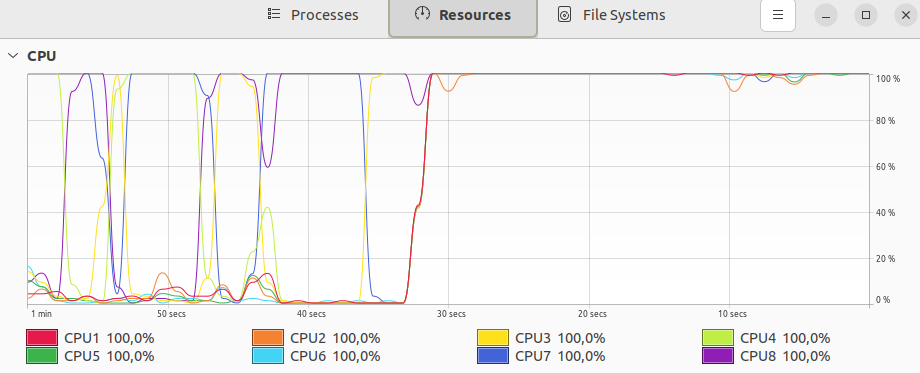 Processes Resources File Systems
CPU
100 %
80 %
60 %
40 %
20 %
0 %
1 min 50 secs 40 secs 30 secs 20 secs 10 secs
CPU1 100,0% CPU2 100,0% CPU3 100,0% CPU4 100,0%
CPU5 100,0% CPU6 100,0% CPU7 100,0% CPU8 100,0%